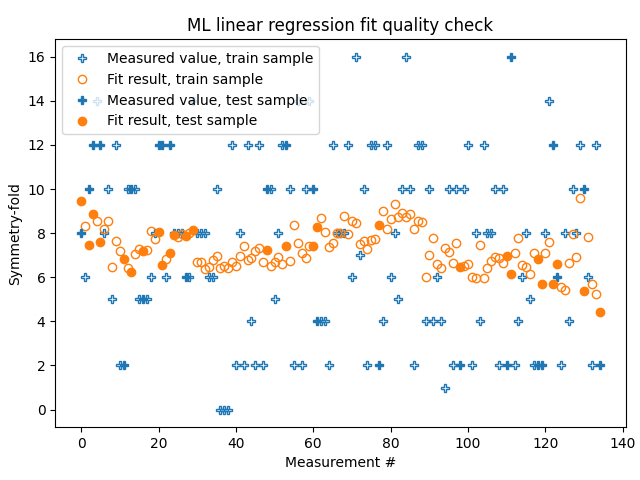 ML linear regression fit quality check
Measured value, train sample
Fit result, train sample
Measured value, test sample
Fit result, test sample
Symmetry-fold
16
14
12
10
8
6
4
2
0
0 20 40 60 80 100 120 140
Measurement #